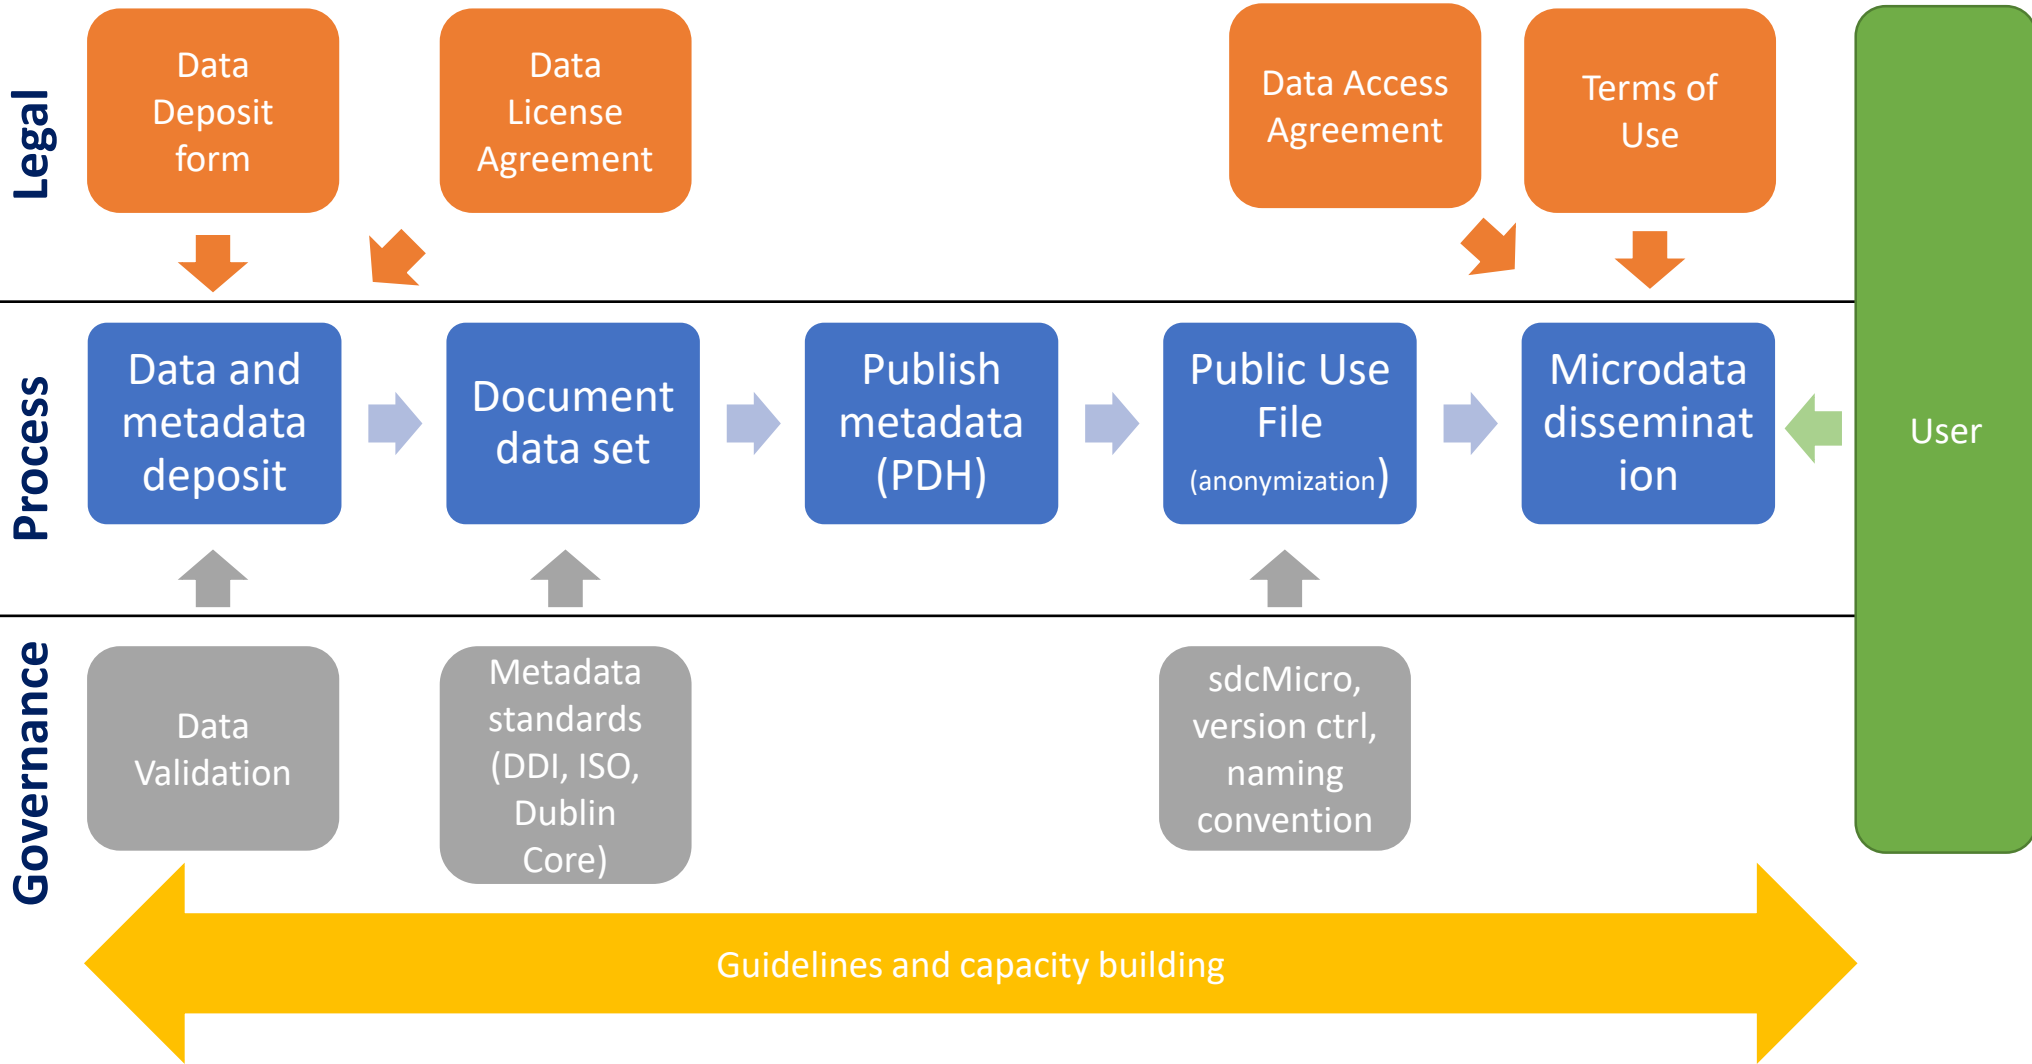 Legal
Data
Deposit
form
Data
License
Agreement
Data Access
Agreement
Terms of
Use
Process
Data and
metadata
deposit
Document
data set
Publish
metadata
(PDH)
Public Use
File
(anonymization)
Microdata
disseminat
ion
User
Governance
Data
Validation
Metadata
standards
(DDI, ISO,
Dublin
Core)
sdcMicro,
version ctrl,
naming
convention
Guidelines and capacity building